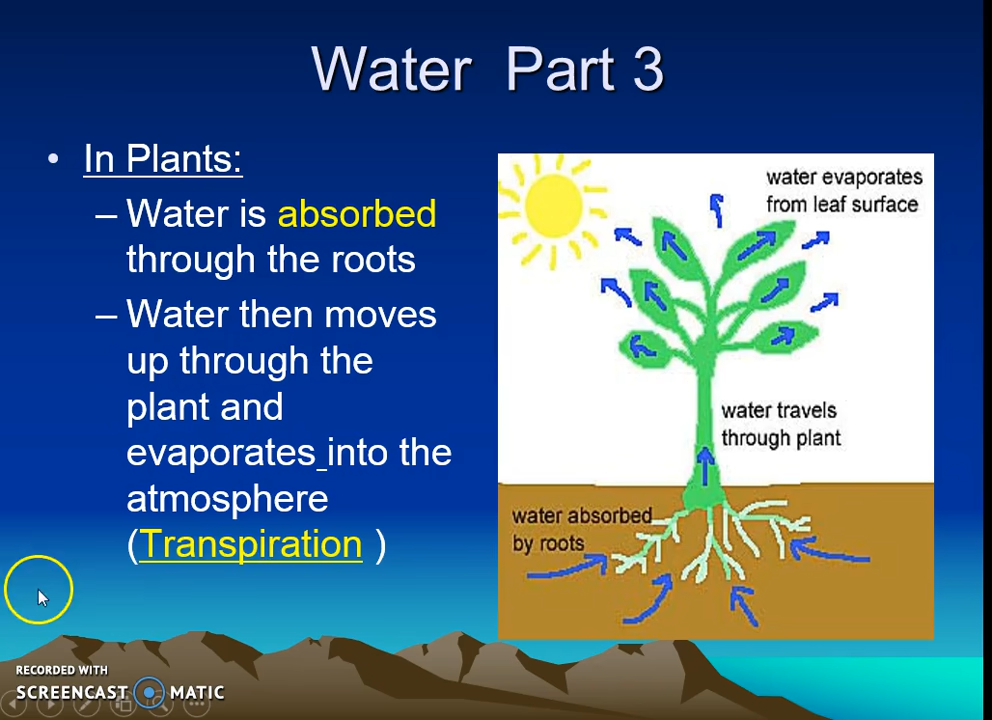 Water Part 3
• In Plants:
– Water is absorbed
through the roots
– Water then moves
up through the
plant and
evaporates into the
atmosphere
(Transpiration )
water evaporates
from leaf surface
water travels
through plant
water absorbed
by roots
RECORDED WITH
SCREENCAST MATIC